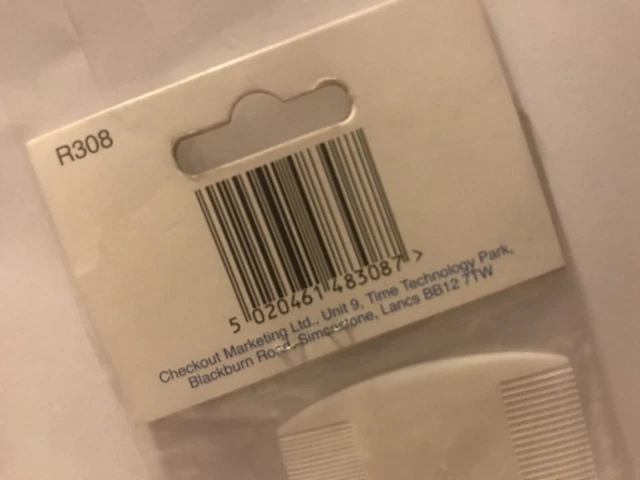 R308
5 020461 483087 >
Checkout Marketing Ltd., Unit 9, Time Technology Park,
Blackburn Road, Simonstone, Lancs BB12 7TW